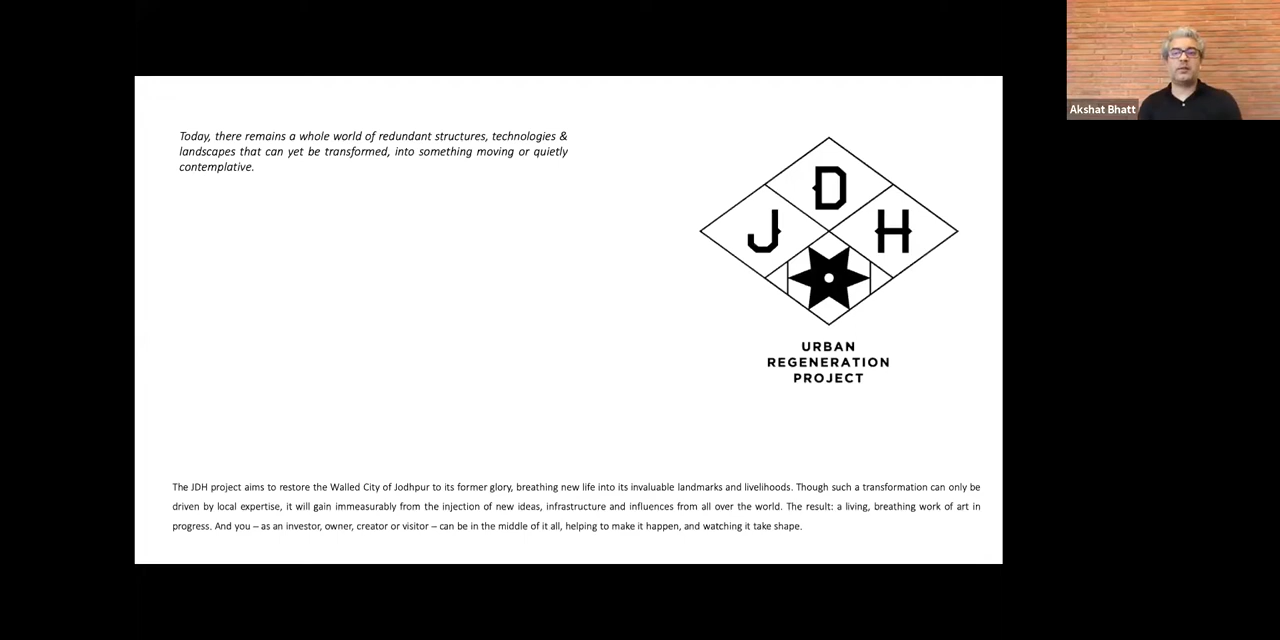 Akshat Bhatt
Today, there remains a whole world of redundant structures, technologies &
landscapes that can yet be transformed, into something moving or quietly
contemplative.
D
J H
URBAN
REGENERATION
PROJECT
The JDH project aims to restore the Walled City of Jodhpur to its former glory, breathing new life into its invaluable landmarks and livelihoods. Though such a transformation can only be
driven by local expertise, it will gain immeasurably from the injection of new ideas, infrastructure and influences from all over the world. The result: a living, breathing work of art in
progress. And you – as an investor, owner, creator or visitor – can be in the middle of it all, helping to make it happen, and watching it take shape.